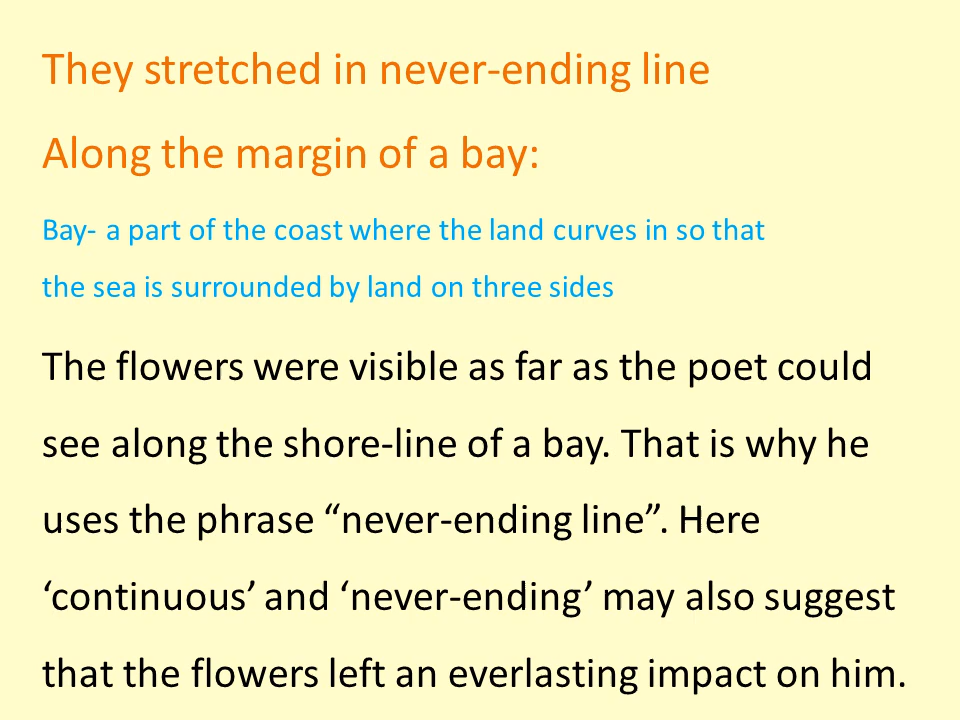 They stretched in never-ending line
Along the margin of a bay:
Bay- a part of the coast where the land curves in so that
the sea is surrounded by land on three sides
The flowers were visible as far as the poet could
see along the shore-line of a bay. That is why he
uses the phrase “never-ending line”. Here
‘continuous’ and ‘never-ending’ may also suggest
that the flowers left an everlasting impact on him.